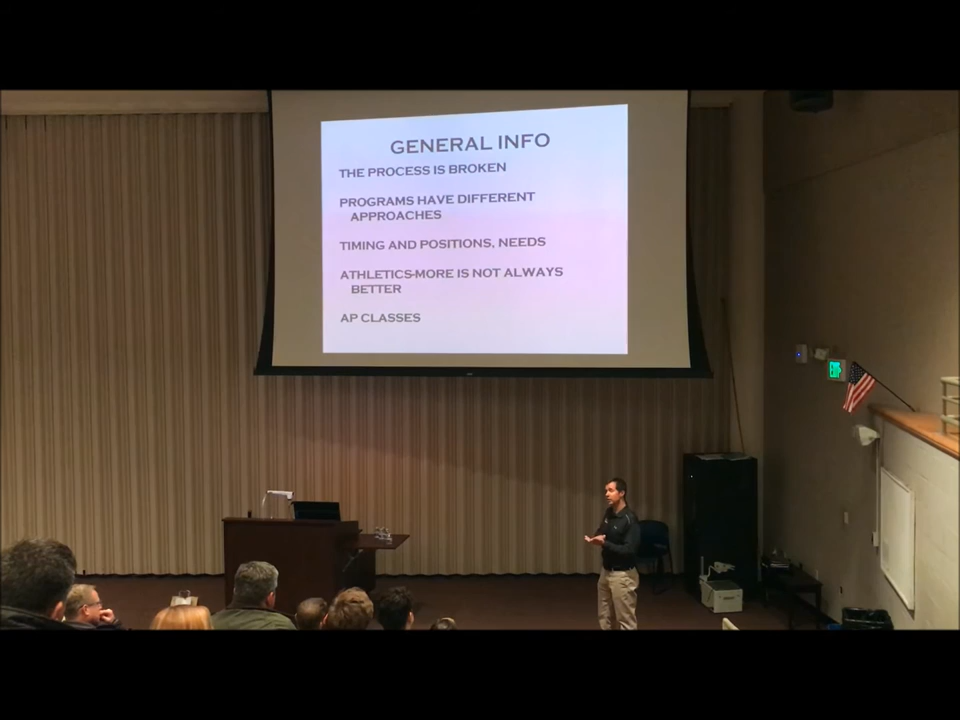 GENERAL INFO
THE PROCESS IS BROKEN
PROGRAMS HAVE DIFFERENT
APPROACHES
TIMING AND POSITIONS, NEEDS
ATHLETICS-MORE IS NOT ALWAYS
BETTER
AP CLASSES